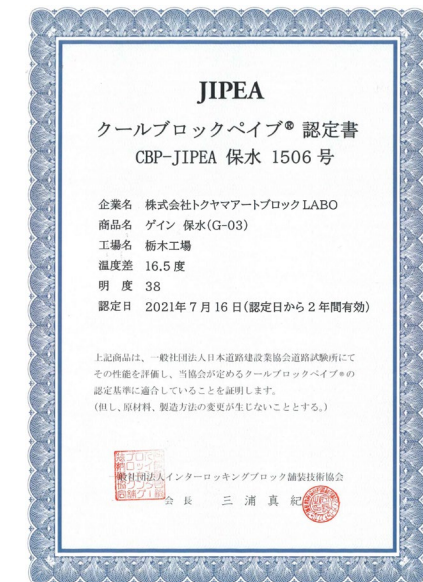 JIPEA
クールブロックペイブ® 認定書
CBP-JIPEA 保水 1506 号
企業名 株式会社トクヤマアートブロック LABO
商品名 ゲイン 保水(G-03)
工場名 栃木工場
温度差 16.5 度
明 度 38
認定日 2021年 7 月 16 日(認定日から 2 年間有効)
上記商品は、一般社団法人日本道路建設業協会道路試験所にて
その性能を評価し、当協会が定めるクールブロックペイブ®の
認定基準に適合していることを証明します。
(但し、原材料、製造方法の変更が生じないこととする。)
一般社団法人インターロッキングブロック舗装技術協会
会 長 三 浦 真 紀